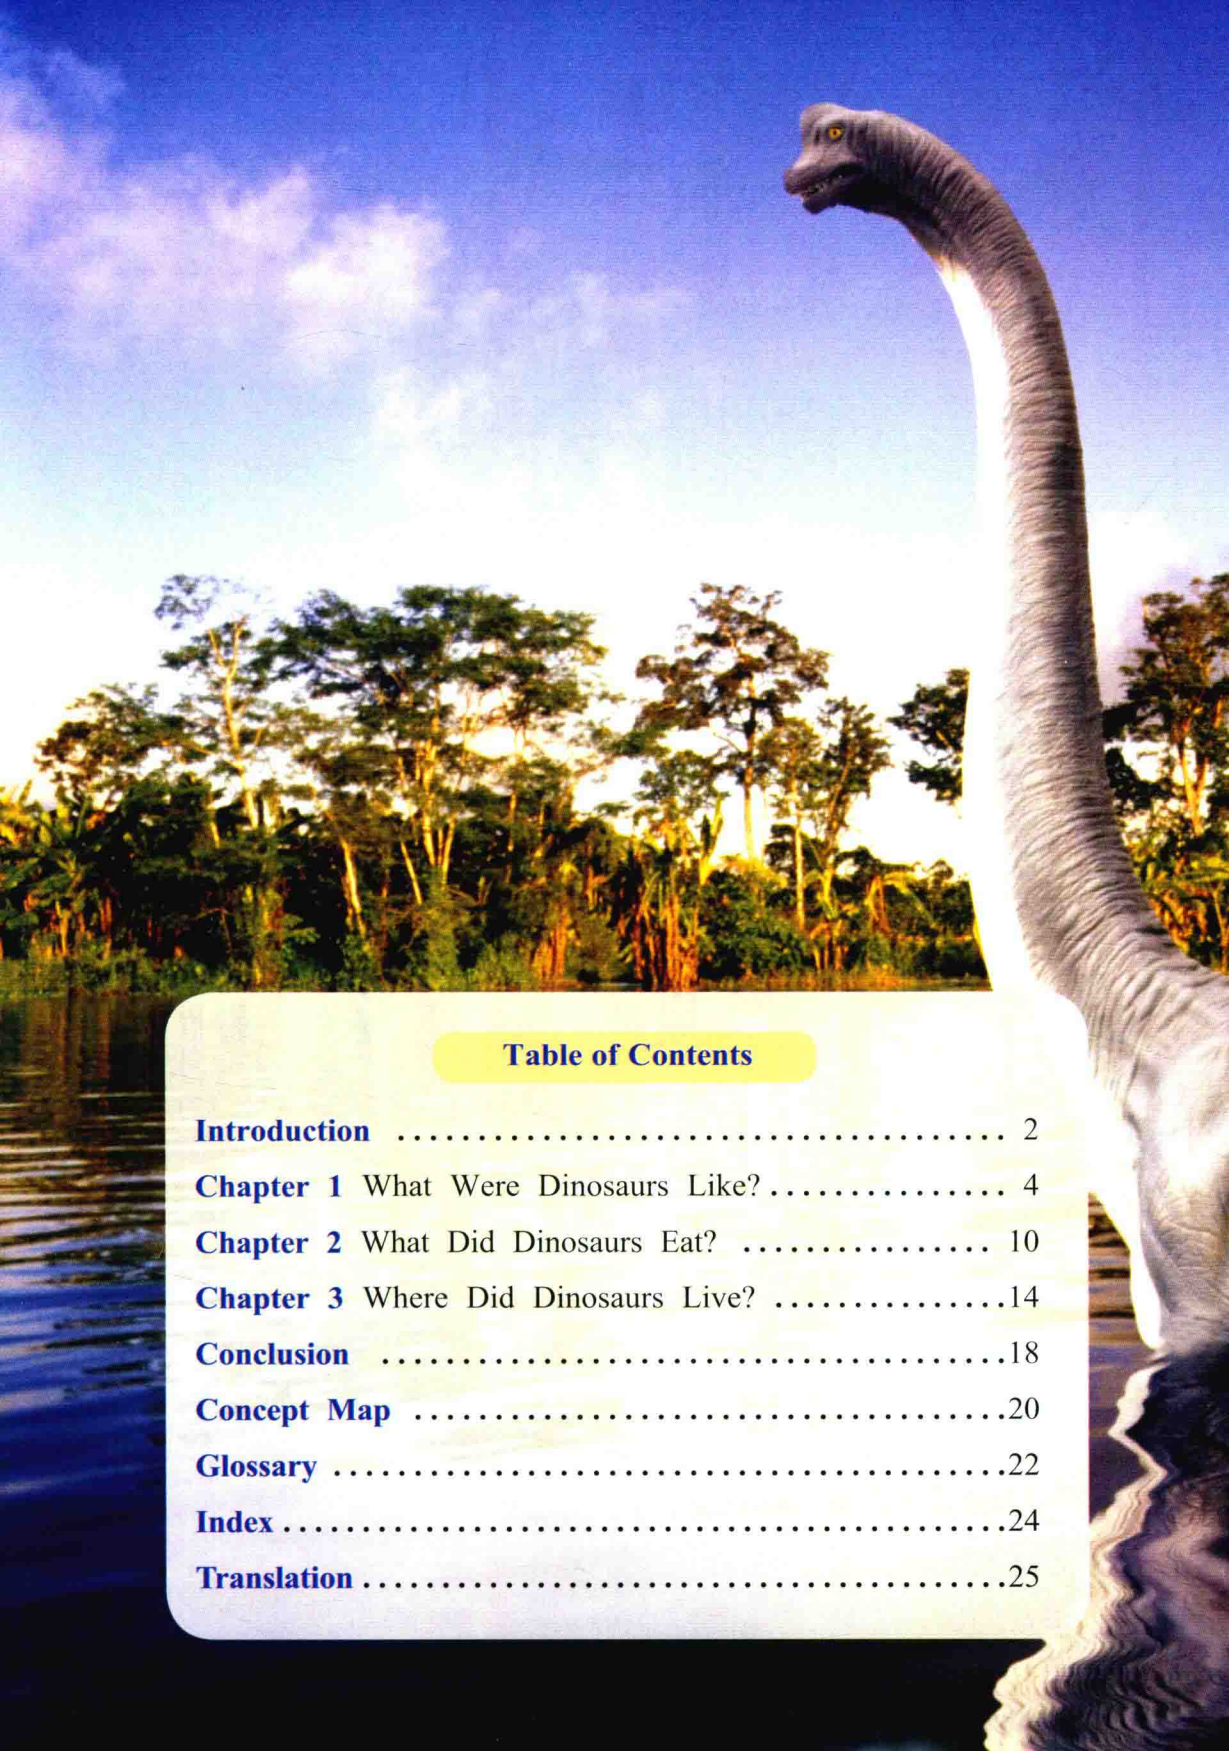 Table of Contents
Introduction ...................................... 2
Chapter 1 What Were Dinosaurs Like? ............... 4
Chapter 2 What Did Dinosaurs Eat? ................ 10
Chapter 3 Where Did Dinosaurs Live? ...............14
Conclusion .......................................18
Concept Map .....................................20
Glossary ..........................................22
Index .............................................24
Translation ........................................25